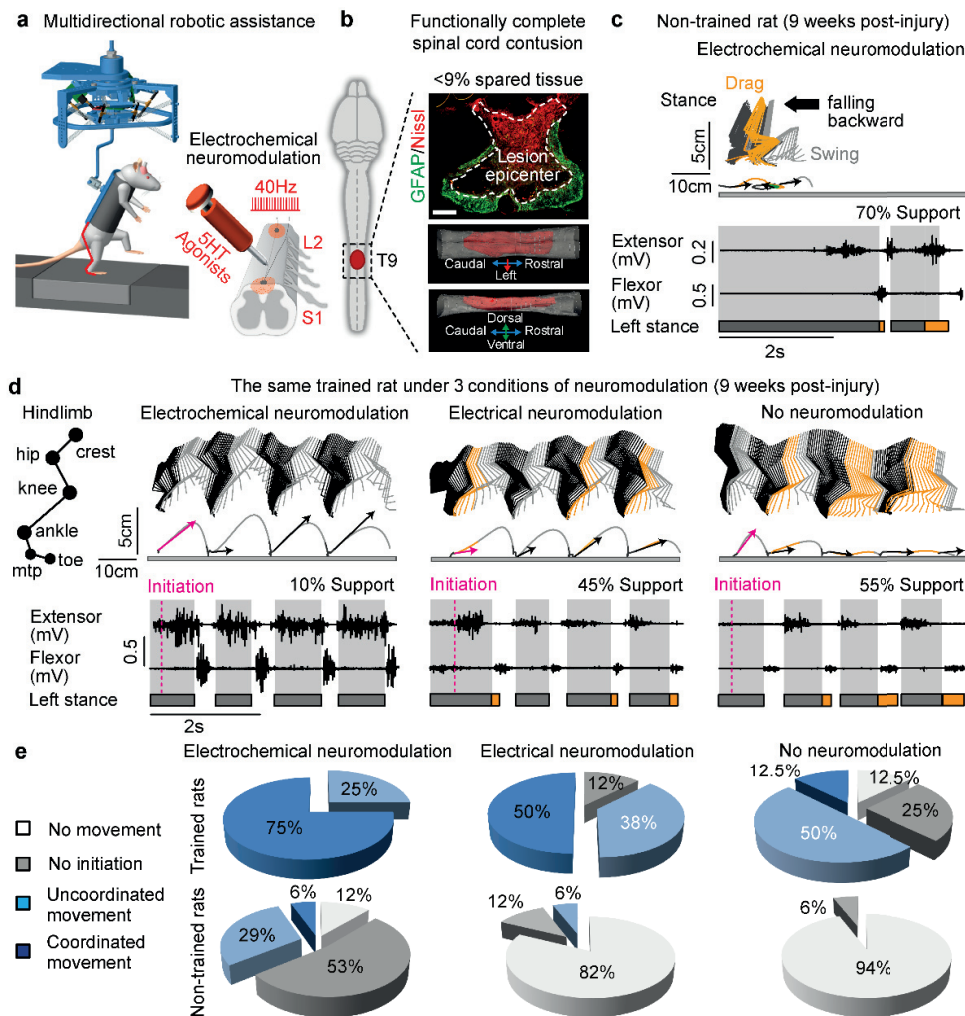 a Multidirectional robotic assistance
Electrochemical
neuromodulation
40Hz
5HT
Agonists
L2
S1
b Functionally complete
spinal cord contusion
<9% spared tissue
GFAP/Nissl
Lesion
epicenter
T9
Caudal Rostral
Left
Dorsal
Caudal Rostral
Ventral
c Non-trained rat (9 weeks post-injury)
Electrochemical neuromodulation
Drag
Stance
falling
backward
Swing
5cm
10cm
70% Support
Extensor
(mV)
0.2
Flexor
(mV)
0.5
Left stance
2s
d The same trained rat under 3 conditions of neuromodulation (9 weeks post-injury)
Hindlimb
crest
hip
knee
ankle
toe
mtp
5cm
10cm
Electrochemical neuromodulation
Electrical neuromodulation
No neuromodulation
Initiation 10% Support
Initiation 45% Support
Initiation 55% Support
Extensor
(mV)
0.5
Flexor
(mV)
Left stance
2s
e Electrochemical neuromodulation
Electrical neuromodulation
No neuromodulation
No movement
No initiation
Uncoordinated
movement
Coordinated
movement
Trained rats
25%
75%
12%
50%
38%
12.5%
12.5%
25%
50%
Non-trained rats
6%
12%
29%
53%
6%
12%
82%
6%
94%